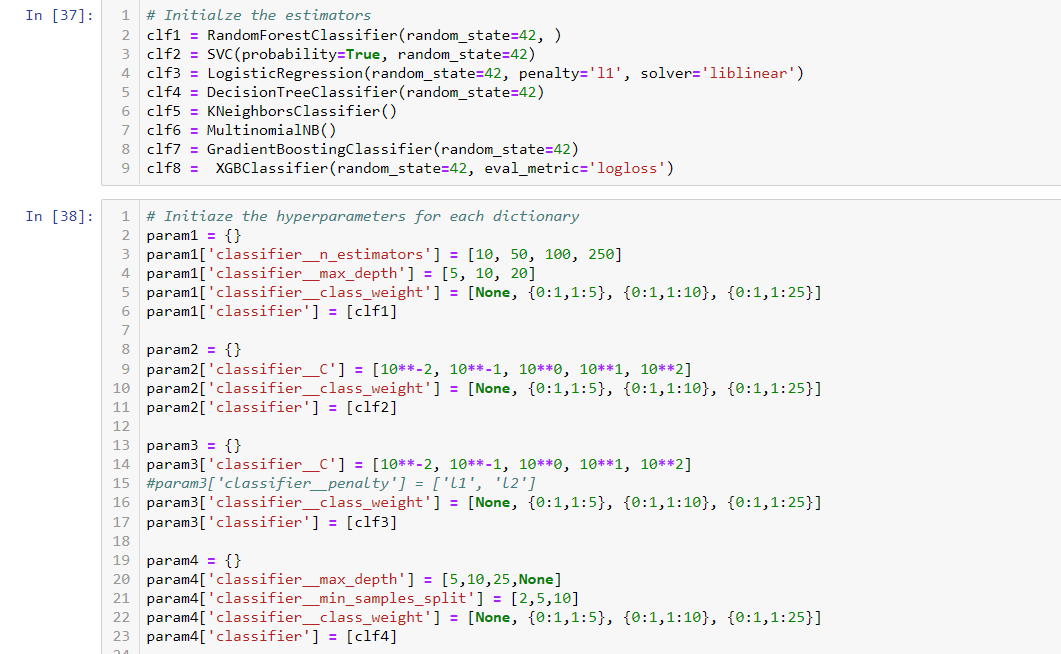 In [37]:
1 # Initialze the estimators
2 clf1 = RandomForestClassifier(random_state=42, )
3 clf2 = SVC(probability=True, random_state=42)
4 clf3 = LogisticRegression(random_state=42, penalty='l1', solver='liblinear')
5 clf4 = DecisionTreeClassifier(random_state=42)
6 clf5 = KNeighborsClassifier()
7 clf6 = MultinomialNB()
8 clf7 = GradientBoostingClassifier(random_state=42)
9 clf8 =  XGBClassifier(random_state=42, eval_metric='logloss')
In [38]:
1 # Initiaze the hyperparameters for each dictionary
2 param1 = {}
3 param1['classifier__n_estimators'] = [10, 50, 100, 250]
4 param1['classifier__max_depth'] = [5, 10, 20]
5 param1['classifier__class_weight'] = [None, {0:1,1:5}, {0:1,1:10}, {0:1,1:25}]
6 param1['classifier'] = [clf1]
7
8 param2 = {}
9 param2['classifier__C'] = [10**-2, 10**-1, 10**0, 10**1, 10**2]
10 param2['classifier__class_weight'] = [None, {0:1,1:5}, {0:1,1:10}, {0:1,1:25}]
11 param2['classifier'] = [clf2]
12
13 param3 = {}
14 param3['classifier__C'] = [10**-2, 10**-1, 10**0, 10**1, 10**2]
15 #param3['classifier__penalty'] = ['l1', 'l2']
16 param3['classifier__class_weight'] = [None, {0:1,1:5}, {0:1,1:10}, {0:1,1:25}]
17 param3['classifier'] = [clf3]
18
19 param4 = {}
20 param4['classifier__max_depth'] = [5,10,25,None]
21 param4['classifier__min_samples_split'] = [2,5,10]
22 param4['classifier__class_weight'] = [None, {0:1,1:5}, {0:1,1:10}, {0:1,1:25}]
23 param4['classifier'] = [clf4]